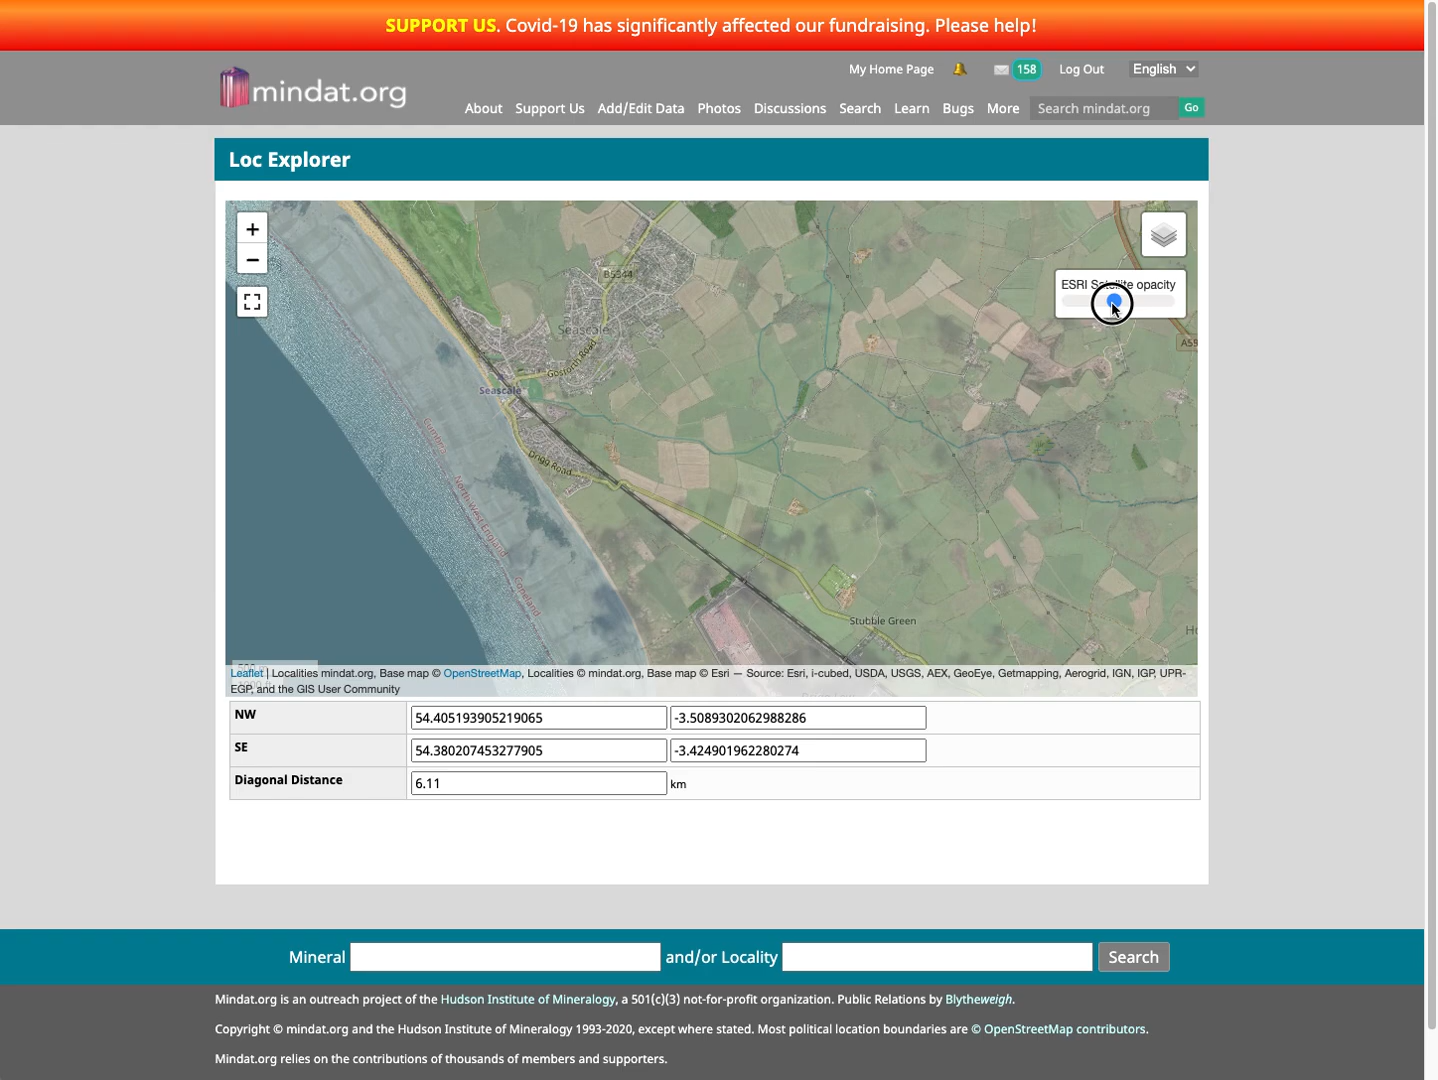 SUPPORT US. Covid-19 has significantly affected our fundraising. Please help!
My Home Page 158 Log Out English
mindat.org
About Support Us Add/Edit Data Photos Discussions Search Learn Bugs More Search mindat.org Go
Loc Explorer
+
−
B5344
ESRI Satellite opacity
Seascale
A59
Gosforth Road
Seascale
Cumbria
Drigg Road
North West England
Copeland
Stubble Green
Leaflet | Localities mindat.org, Base map © OpenStreetMap, Localities © mindat.org, Base map © Esri — Source: Esri, i-cubed, USDA, USGS, AEX, GeoEye, Getmapping, Aerogrid, IGN, IGP, UPR-
EGP, and the GIS User Community
NW 54.405193905219065 -3.5089302062988286
SE 54.380207453277905 -3.424901962280274
Diagonal Distance 6.11 km
Mineral and/or Locality Search
Mindat.org is an outreach project of the Hudson Institute of Mineralogy, a 501(c)(3) not-for-profit organization. Public Relations by Blytheweigh.
Copyright © mindat.org and the Hudson Institute of Mineralogy 1993-2020, except where stated. Most political location boundaries are © OpenStreetMap contributors.
Mindat.org relies on the contributions of thousands of members and supporters.